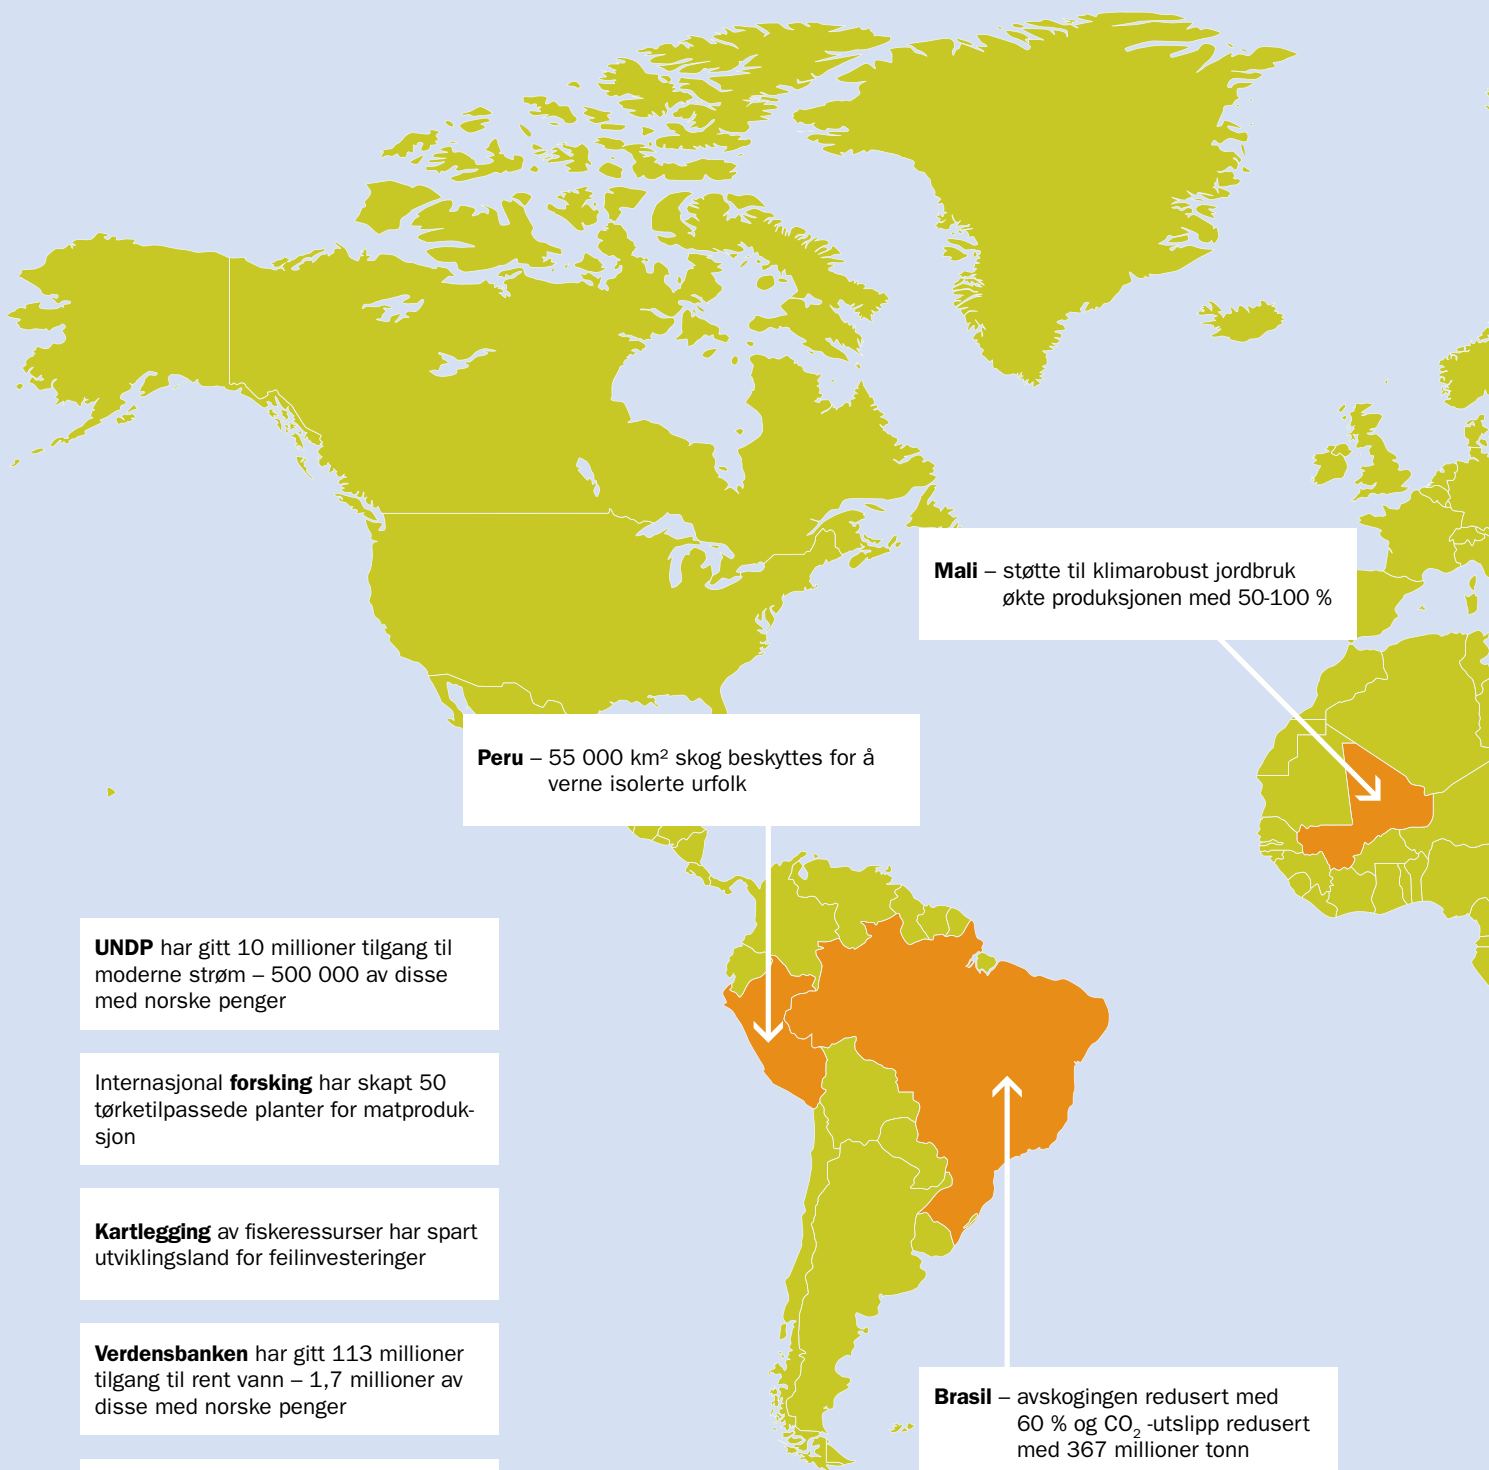 Mali – støtte til klimarobust jordbruk
økte produksjonen med 50-100 %
Peru – 55 000 km² skog beskyttes for å
verne isolerte urfolk
UNDP har gitt 10 millioner tilgang til
moderne strøm – 500 000 av disse
med norske penger
Internasjonal forsking har skapt 50
tørketilpassede planter for matproduk-
sjon
Kartlegging av fiskeressurser har spart
utviklingsland for feilinvesteringer
Verdensbanken har gitt 113 millioner
tilgang til rent vann – 1,7 millioner av
disse med norske penger
Brasil – avskogingen redusert med
60 % og CO₂ -utslipp redusert
med 367 millioner tonn